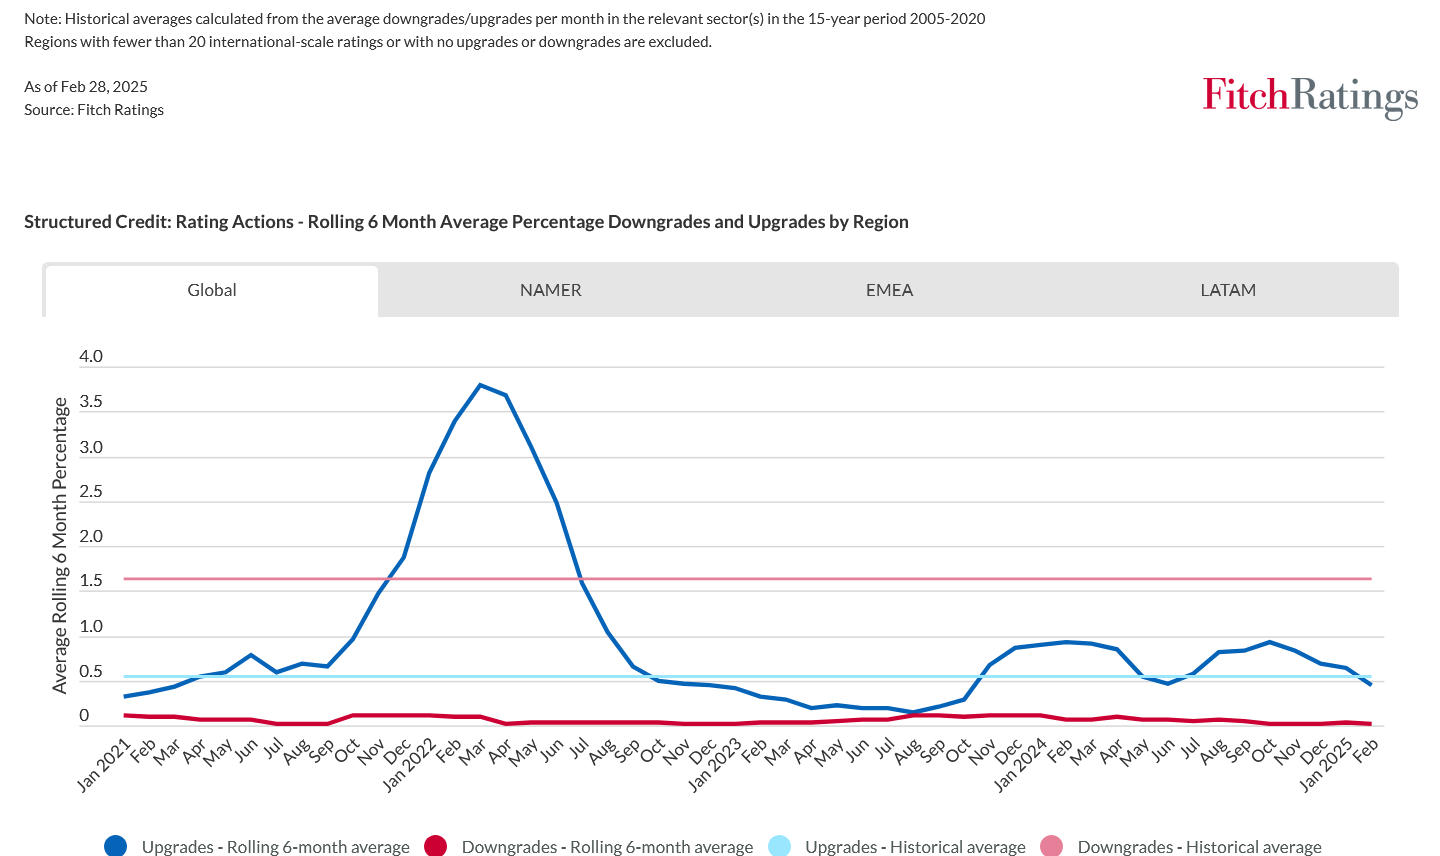 Note: Historical averages calculated from the average downgrades/upgrades per month in the relevant sector(s) in the 15-year period 2005-2020
Regions with fewer than 20 international-scale ratings or with no upgrades or downgrades are excluded.
As of Feb 28, 2025
Source: Fitch Ratings
FitchRatings
Structured Credit: Rating Actions - Rolling 6 Month Average Percentage Downgrades and Upgrades by Region
Global NAMER EMEA LATAM
Average Rolling 6 Month Percentage
4.0
3.5
3.0
2.5
2.0
1.5
1.0
0.5
0
Jan 2021 Feb Mar Apr May Jun Jul Aug Sep Oct Nov Dec Jan 2022 Feb Mar Apr May Jun Jul Aug Sep Oct Nov Dec Jan 2023 Feb Mar Apr May Jun Jul Aug Sep Oct Nov Dec Jan 2024 Feb Mar Apr May Jun Jul Aug Sep Oct Nov Dec Jan 2025 Feb
Upgrades - Rolling 6-month average Downgrades - Rolling 6-month average Upgrades - Historical average Downgrades - Historical average